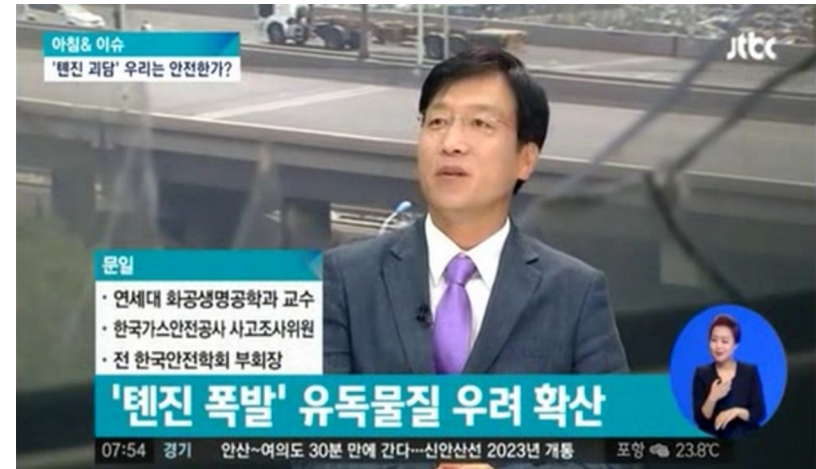 아침& 이슈
'톈진 괴담' 우리는 안전한가?
jtbc
문일
· 연세대 화공생명공학과 교수
· 한국가스안전공사 사고조사위원
· 전 한국안전학회 부회장
'톈진 폭발' 유독물질 우려 확산
07:54 경기 안산~여의도 30분 만에 간다…신안산선 2023년 개통 포항 23.8℃